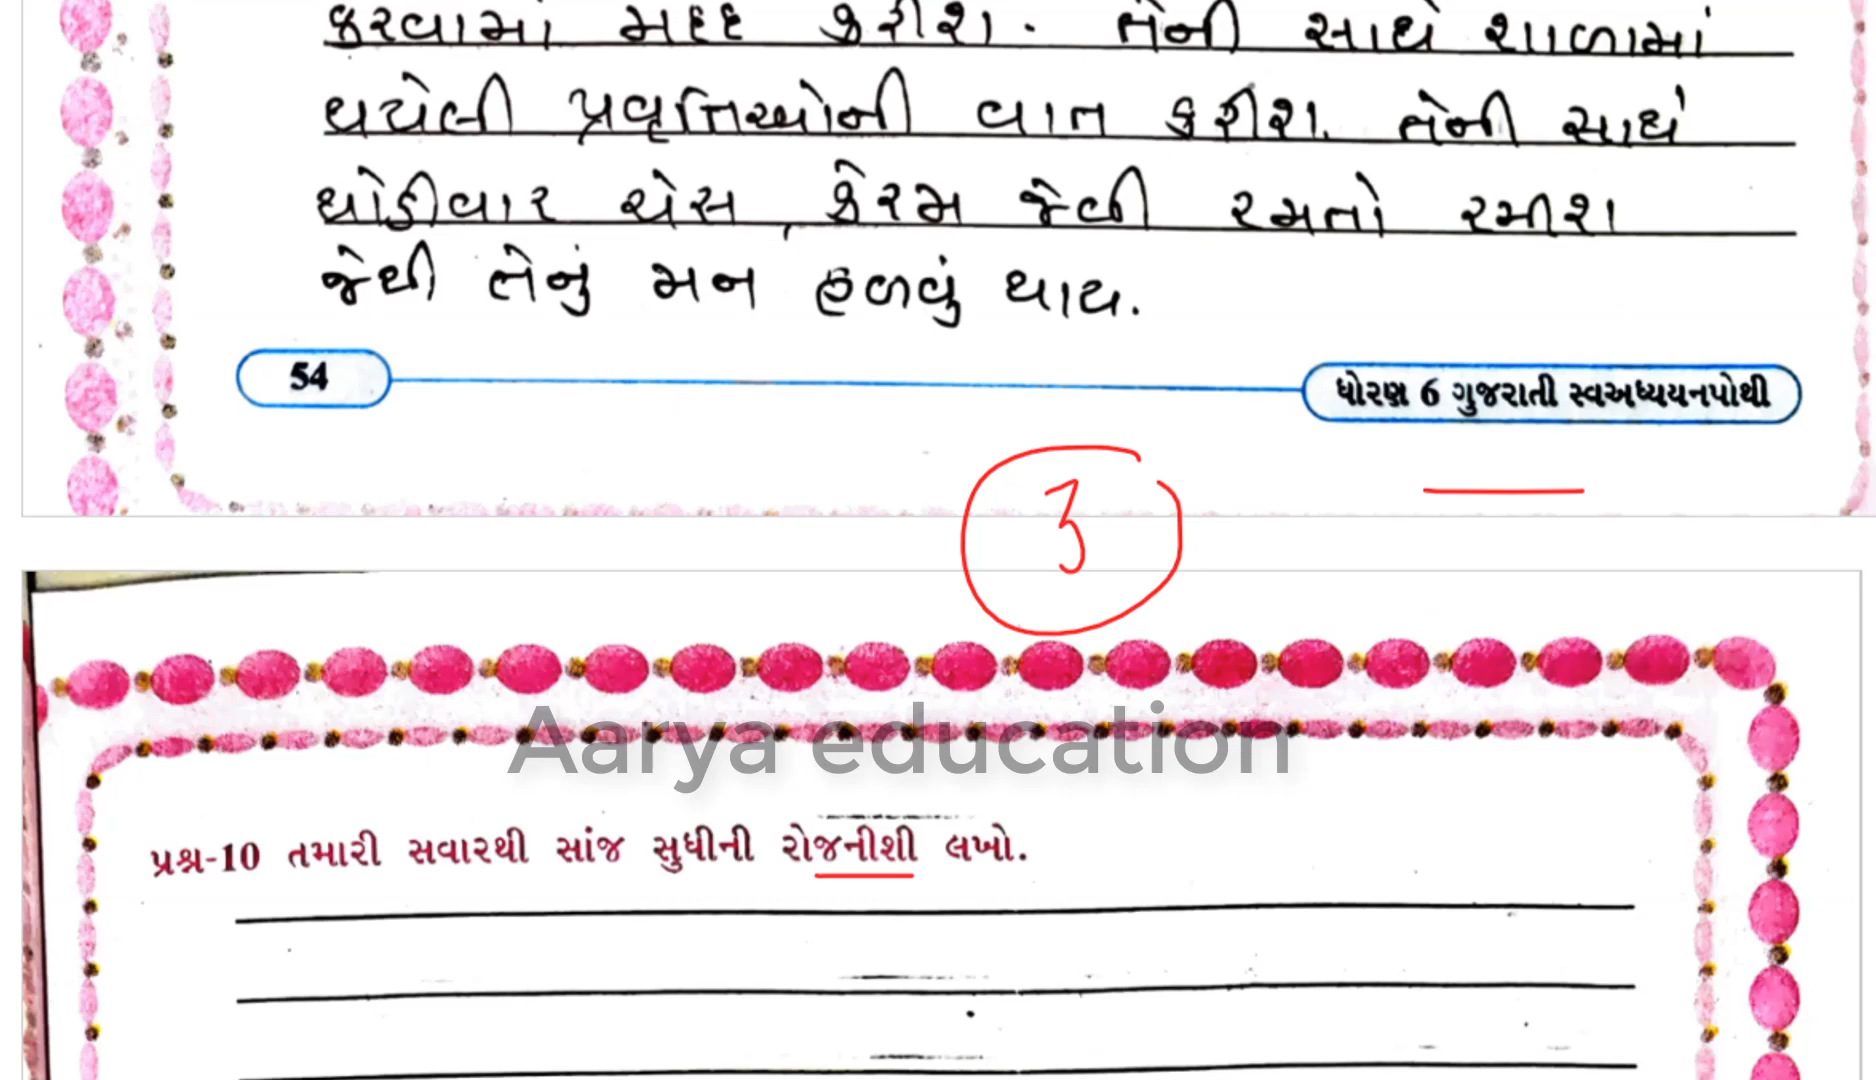 કરવામાં મદદ કરીશ. તેની સાથે શાળામાં
થયેલી પ્રવૃત્તિઓની વાત કરીશ. તેની સાથે
થોડીવાર ચેસ, કેરમ જેવી રમતો રમીશ
જેથી તેનું મન હળવું થાય.
54
ધોરણ 6 ગુજરાતી સ્વઅધ્યયનપોથી
3
Aarya education
પ્રશ્ન-10 તમારી સવારથી સાંજ સુધીની રોજનીશી લખો.